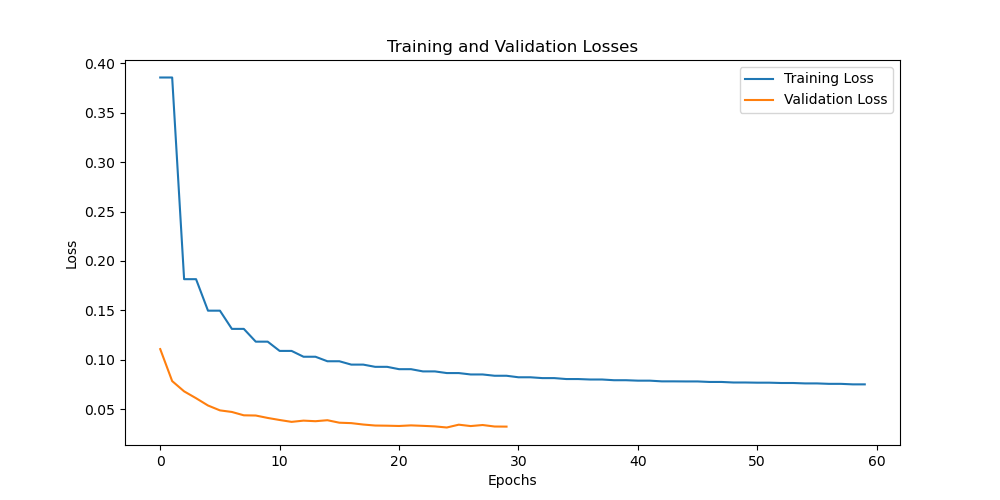 Training and Validation Losses
Training Loss
Validation Loss
0.40
0.35
0.30
0.25
0.20
0.15
0.10
0.05
Loss
0 10 20 30 40 50 60
Epochs